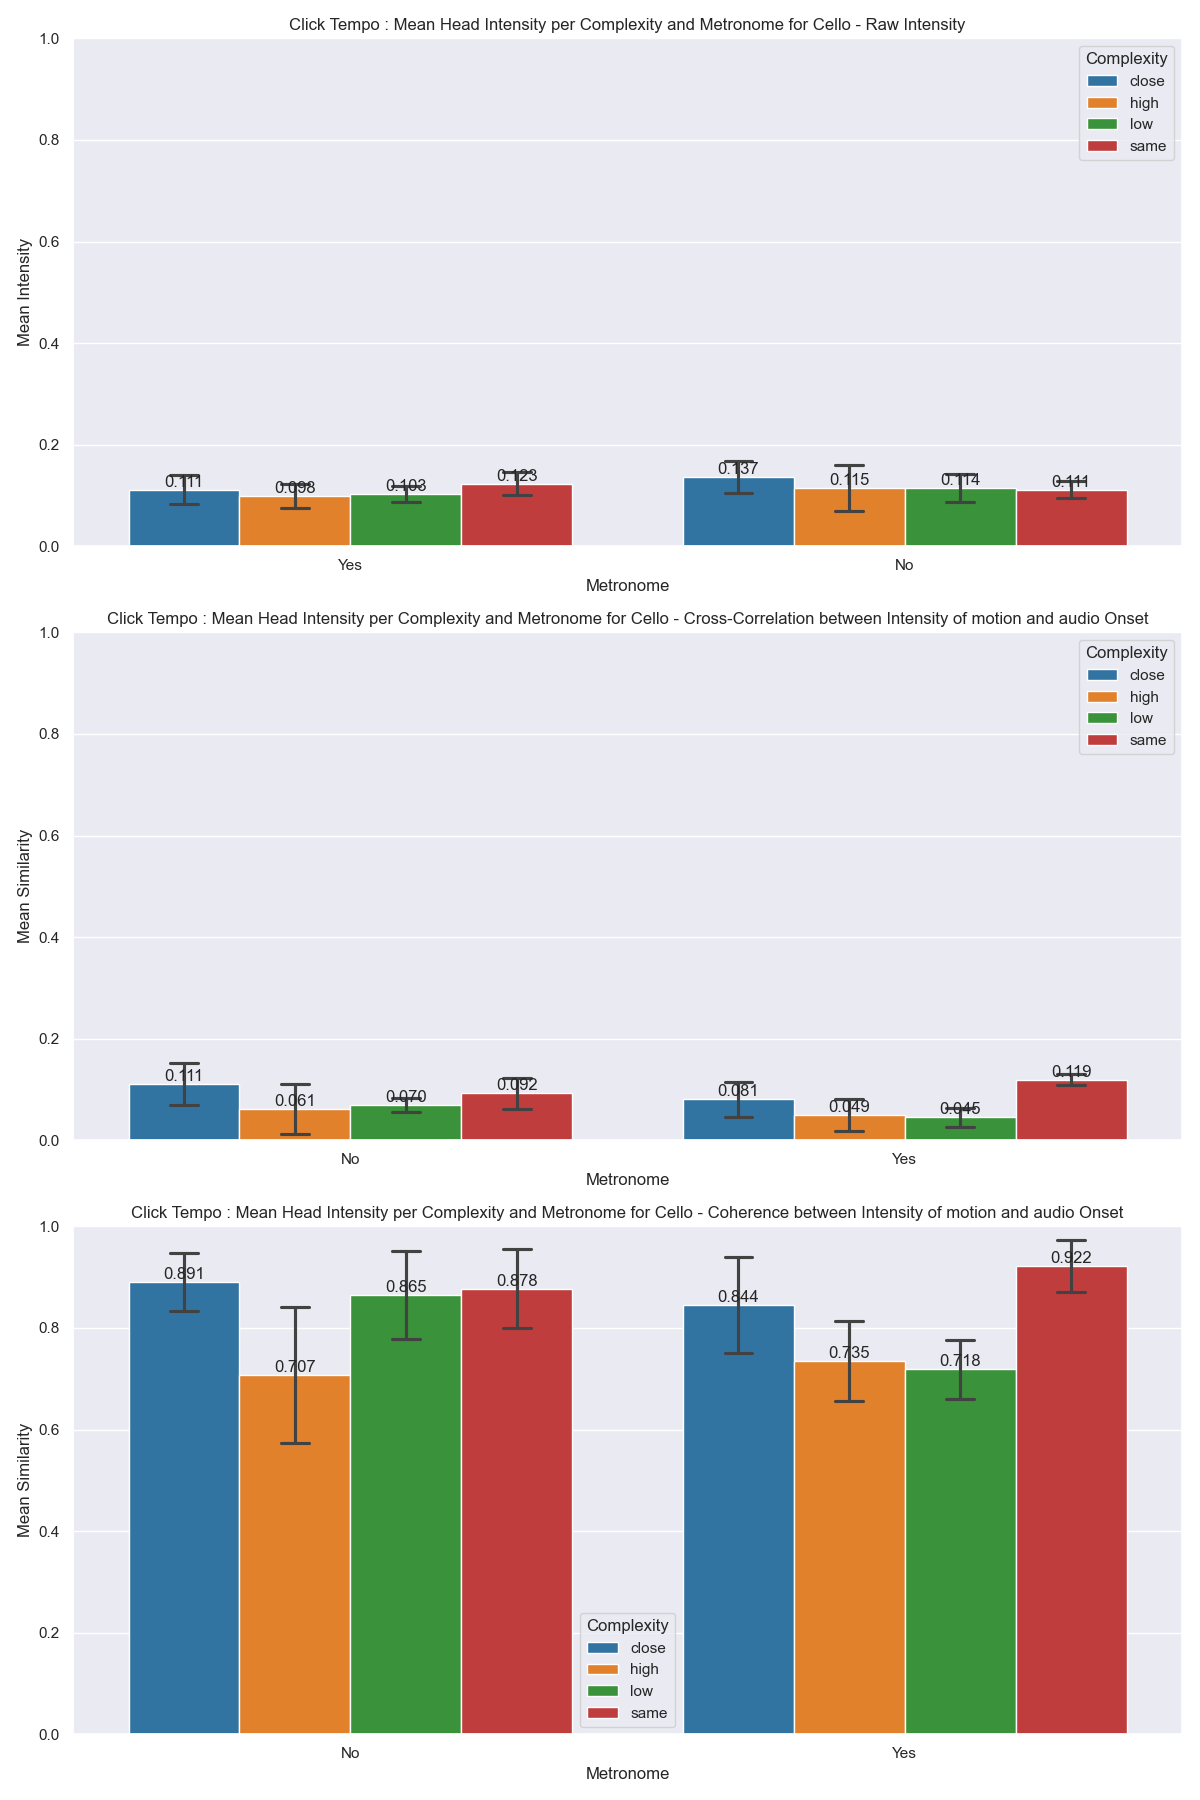 Click Tempo : Mean Head Intensity per Complexity and Metronome for Cello - Raw Intensity
1.0
0.8
0.6
0.4
0.2
0.0
Mean Intensity
Complexity
close
high
low
same
0.111
0.098
0.103
0.123
0.137
0.115
0.114
0.111
Yes
No
Metronome
Click Tempo : Mean Head Intensity per Complexity and Metronome for Cello - Cross-Correlation between Intensity of motion and audio Onset
1.0
0.8
0.6
0.4
0.2
0.0
Mean Similarity
Complexity
close
high
low
same
0.111
0.061
0.070
0.092
0.081
0.049
0.045
0.119
No
Yes
Metronome
Click Tempo : Mean Head Intensity per Complexity and Metronome for Cello - Coherence between Intensity of motion and audio Onset
1.0
0.8
0.6
0.4
0.2
0.0
Mean Similarity
0.891
0.707
0.865
0.878
0.844
0.735
0.718
0.922
Complexity
close
high
low
same
No
Yes
Metronome